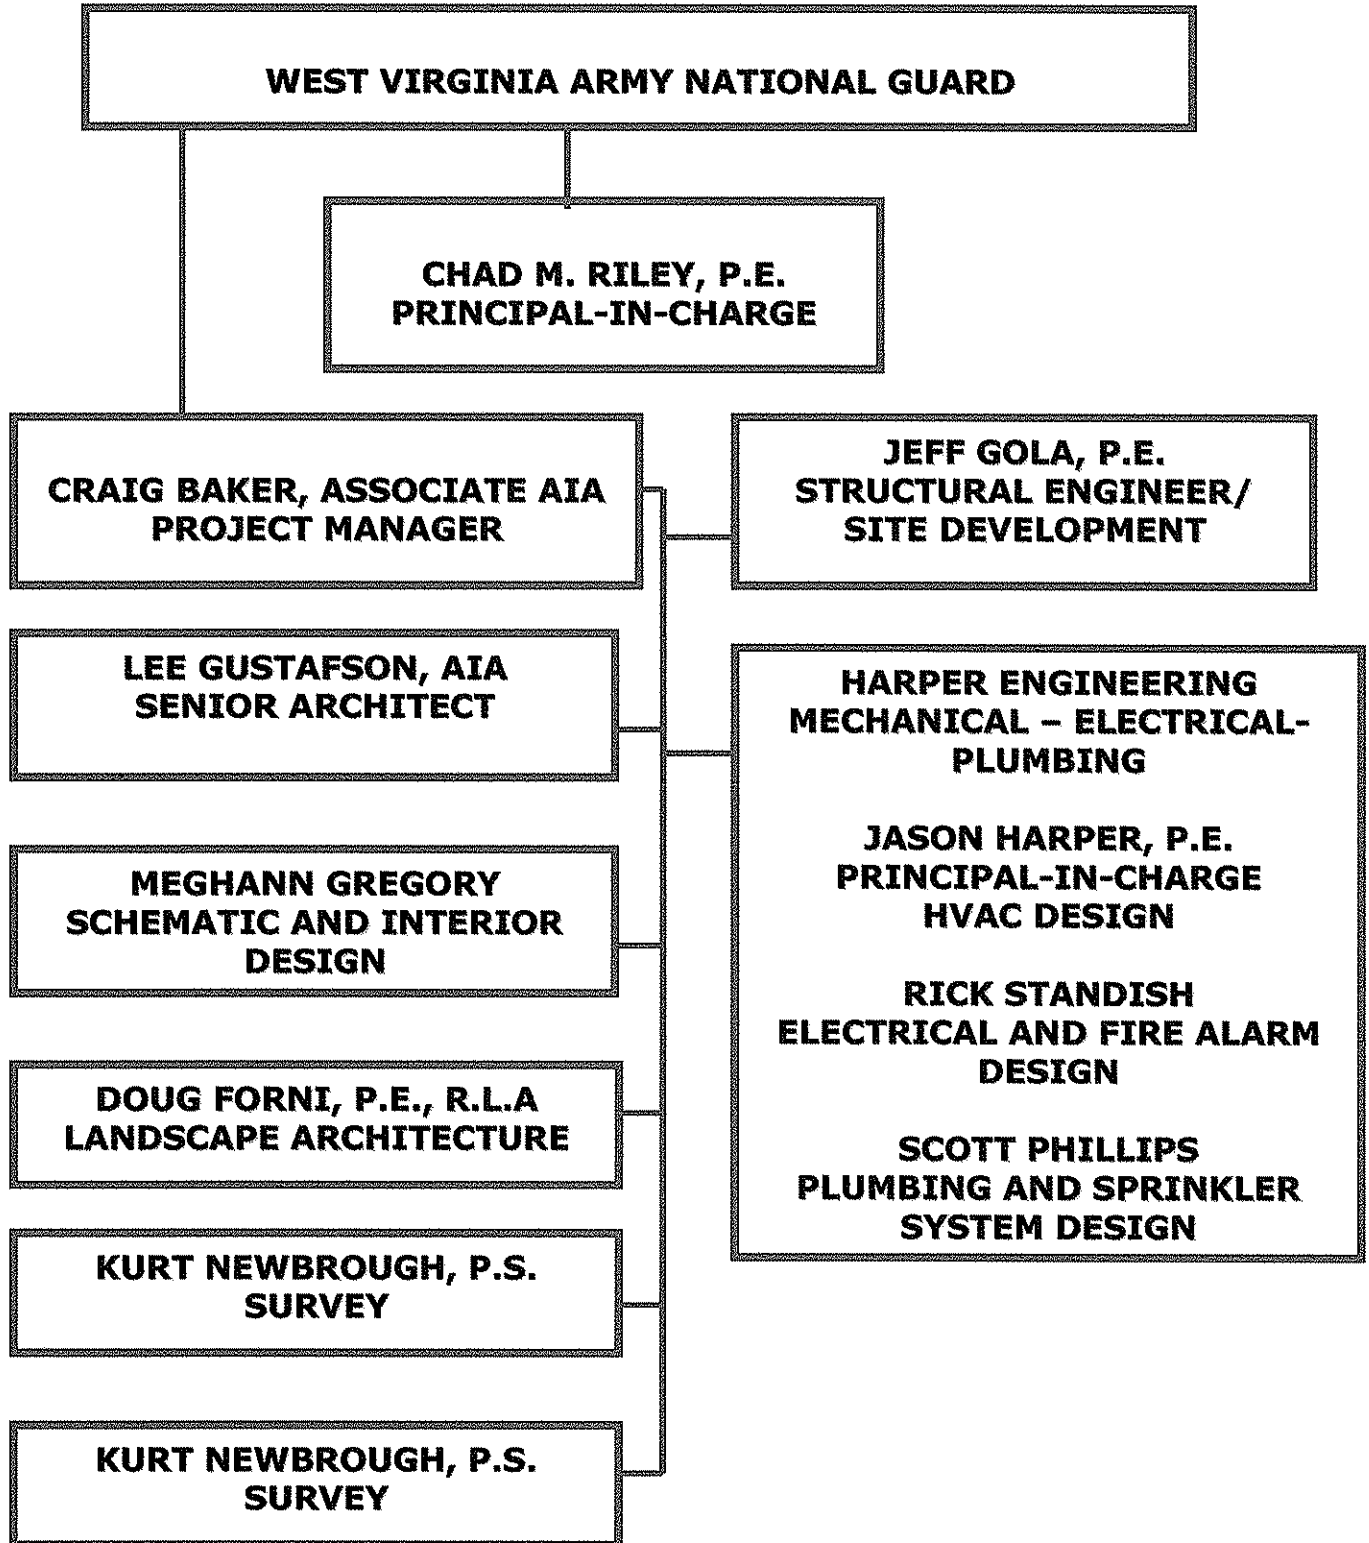 WEST VIRGINIA ARMY NATIONAL GUARD
CHAD M. RILEY, P.E.
PRINCIPAL-IN-CHARGE
CRAIG BAKER, ASSOCIATE AIA
PROJECT MANAGER
LEE GUSTAFSON, AIA
SENIOR ARCHITECT
MEGHANN GREGORY
SCHEMATIC AND INTERIOR
DESIGN
DOUG FORNI, P.E., R.L.A
LANDSCAPE ARCHITECTURE
KURT NEWBROUGH, P.S.
SURVEY
KURT NEWBROUGH, P.S.
SURVEY
JEFF GOLA, P.E.
STRUCTURAL ENGINEER/
SITE DEVELOPMENT
HARPER ENGINEERING
MECHANICAL – ELECTRICAL-
PLUMBING
JASON HARPER, P.E.
PRINCIPAL-IN-CHARGE
HVAC DESIGN
RICK STANDISH
ELECTRICAL AND FIRE ALARM
DESIGN
SCOTT PHILLIPS
PLUMBING AND SPRINKLER
SYSTEM DESIGN